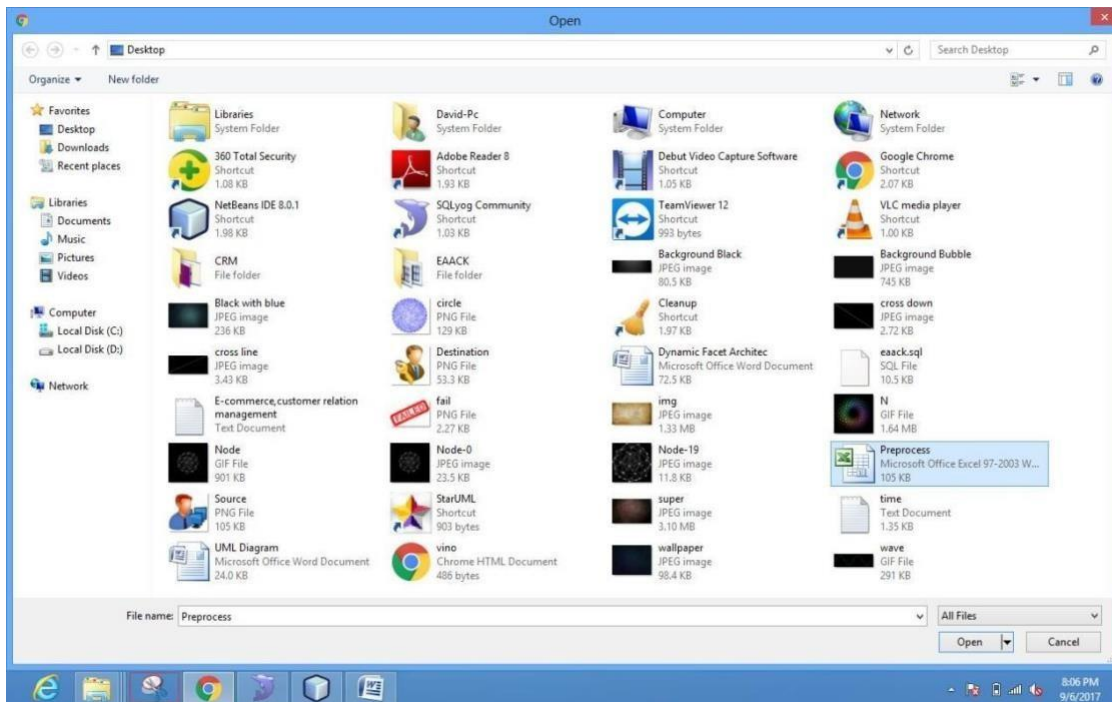 Open
Desktop
Search Desktop
Organize
New folder
Favorites
Desktop
Downloads
Recent places
Libraries
Documents
Music
Pictures
Videos
Computer
Local Disk (C:)
Local Disk (D:)
Network
Libraries
System Folder
David-Pc
System Folder
Computer
System Folder
Network
System Folder
360 Total Security
Shortcut
1.08 KB
Adobe Reader 8
Shortcut
1.93 KB
Debut Video Capture Software
Shortcut
1.05 KB
Google Chrome
Shortcut
2.07 KB
NetBeans IDE 8.0.1
Shortcut
1.98 KB
SQLyog Community
Shortcut
1.03 KB
TeamViewer 12
Shortcut
993 bytes
VLC media player
Shortcut
1.00 KB
CRM
File folder
EAACK
File folder
Background Black
JPEG image
80.5 KB
Background Bubble
JPEG image
745 KB
Black with blue
JPEG image
236 KB
circle
PNG File
129 KB
Cleanup
Shortcut
1.97 KB
cross down
JPEG image
2.72 KB
cross line
JPEG image
3.43 KB
Destination
PNG File
53.3 KB
Dynamic Facet Architec
Microsoft Office Word Document
72.5 KB
eaack.sql
SQL File
10.5 KB
E-commerce,customer relation
management
Text Document
fail
PNG File
2.27 KB
img
JPEG image
1.33 MB
N
GIF File
1.64 MB
Node
GIF File
901 KB
Node-0
JPEG image
23.5 KB
Node-19
JPEG image
11.8 KB
Preprocess
Microsoft Office Excel 97-2003 W...
105 KB
Source
PNG File
105 KB
StarUML
Shortcut
903 bytes
super
JPEG image
3.10 MB
time
Text Document
1.35 KB
UML Diagram
Microsoft Office Word Document
24.0 KB
vino
Chrome HTML Document
486 bytes
wallpaper
JPEG image
98.4 KB
wave
GIF File
291 KB
File name: Preprocess
All Files
Open
Cancel
8:06 PM
9/6/2017